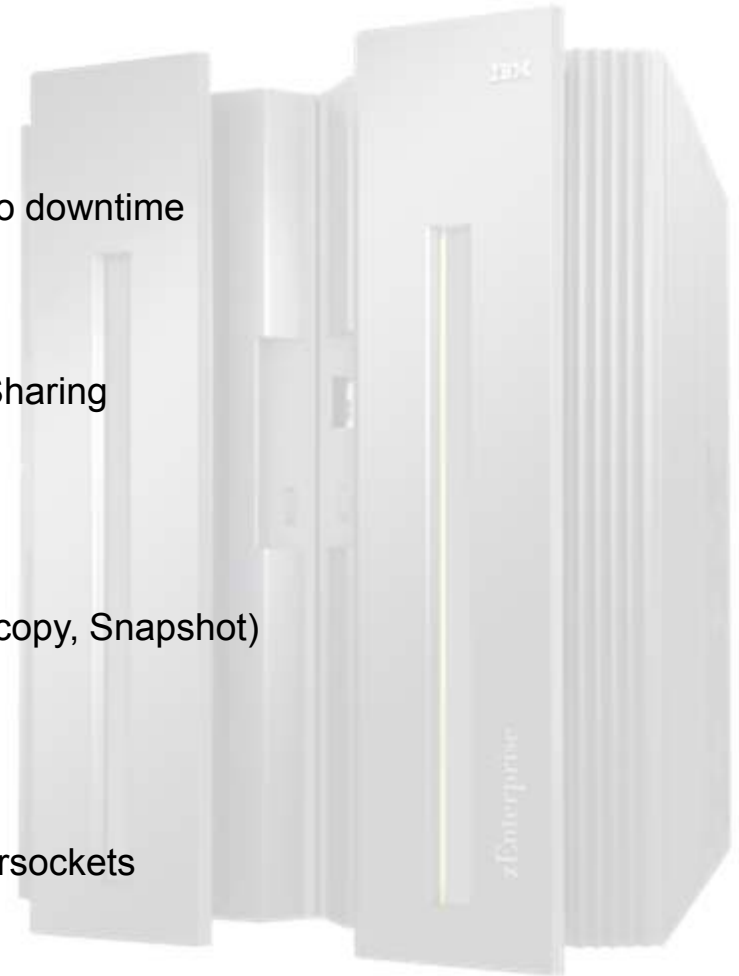 IBM
o downtime
Sharing
copy, Snapshot)
zEnterprise
rsockets